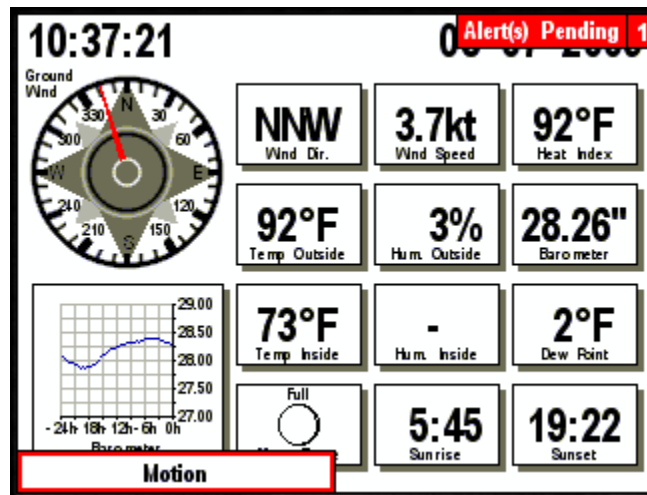 10:37:21
Alert(s) Pending 1
Ground
Wind
N
330
30
300
60
W
E
240
120
210
150
S
NNW
Wind Dir.
3.7kt
Wind Speed
92°F
Heat Index
92°F
Temp Outside
3%
Hum. Outside
28.26"
Barometer
29.00
28.50
28.00
27.50
27.00
- 24h 18h 12h -6h 0h
Barometer
73°F
Temp Inside
-
Hum. Inside
2°F
Dew Point
Full
5:45
Sunrise
19:22
Sunset
Motion